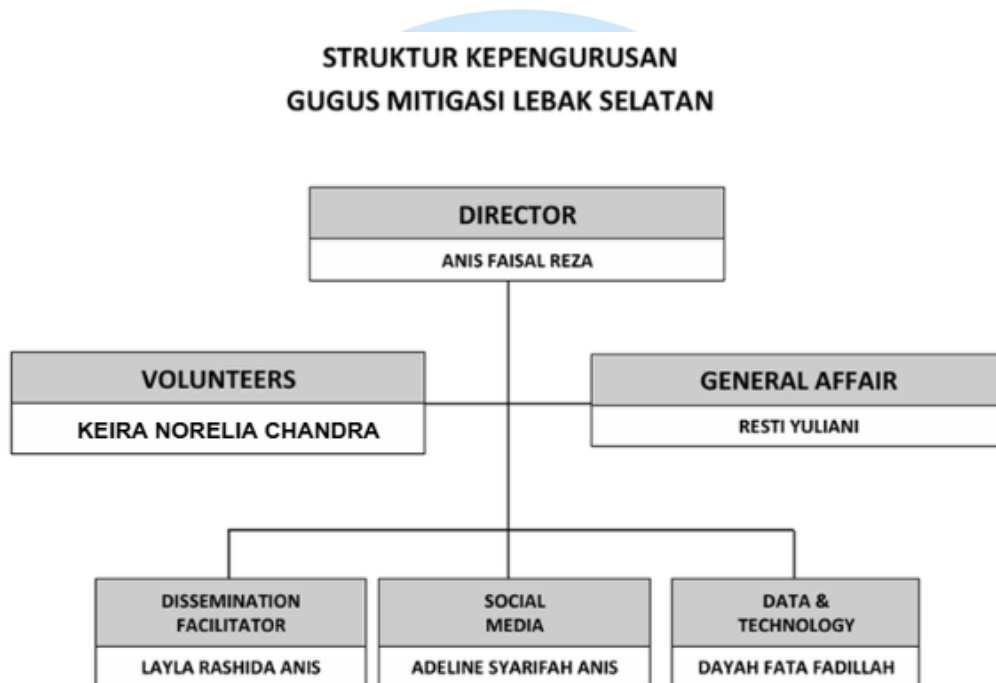 STRUKTUR KEPENGURUSAN
GUGUS MITIGASI LEBAK SELATAN
DIRECTOR
ANIS FAISAL REZA
VOLUNTEERS
KEIRA NORELIA CHANDRA
GENERAL AFFAIR
RESTI YULIANI
DISSEMINATION
FACILITATOR
LAYLA RASHIDA ANIS
SOCIAL
MEDIA
ADELINE SYARIFAH ANIS
DATA &
TECHNOLOGY
DAYAH FATA FADILLAH